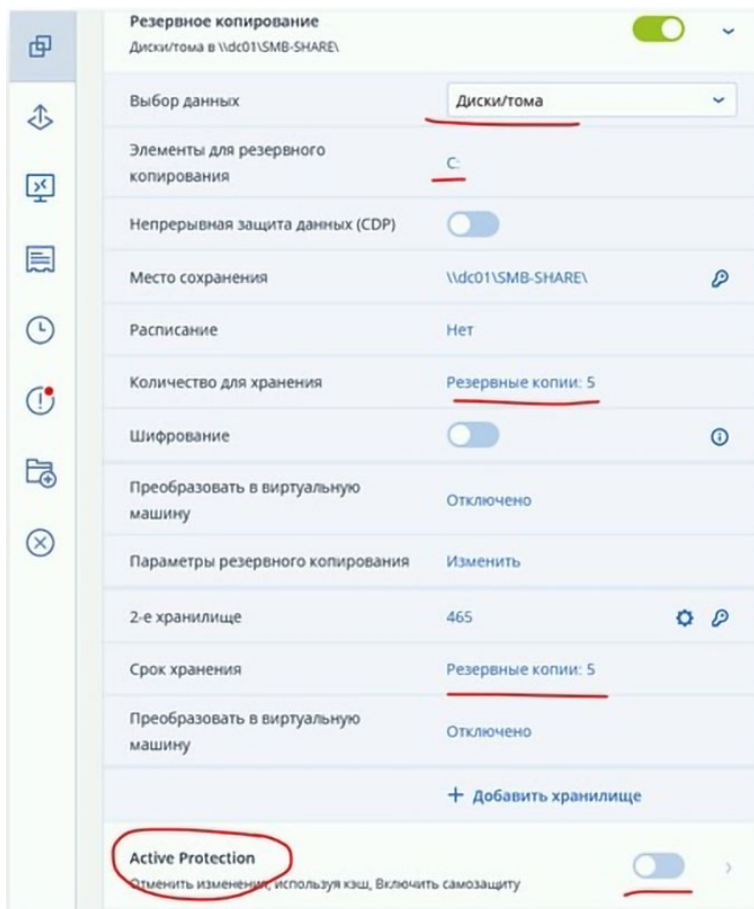 Резервное копирование
Диски/тома в \\dc01\SMB-SHARE\
Выбор данных
Диски/тома
Элементы для резервного
копирования
C:
Непрерывная защита данных (CDP)
Место сохранения
\\dc01\SMB-SHARE\
Расписание
Нет
Количество для хранения
Резервные копии: 5
Шифрование
Преобразовать в виртуальную
машину
Отключено
Параметры резервного копирования
Изменить
2-е хранилище
465
Срок хранения
Резервные копии: 5
Преобразовать в виртуальную
машину
Отключено
+ Добавить хранилище
Active Protection
Отменить изменения, используя кэш, Включить самозащиту